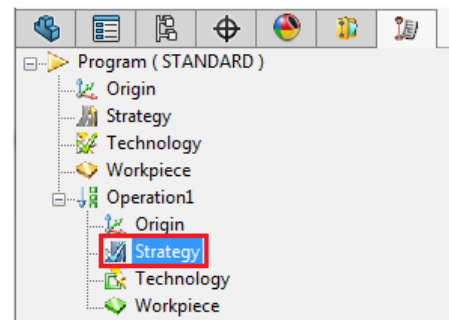 Program ( STANDARD )
Origin
Strategy
Technology
Workpiece
Operation1
Origin
Strategy
Technology
Workpiece